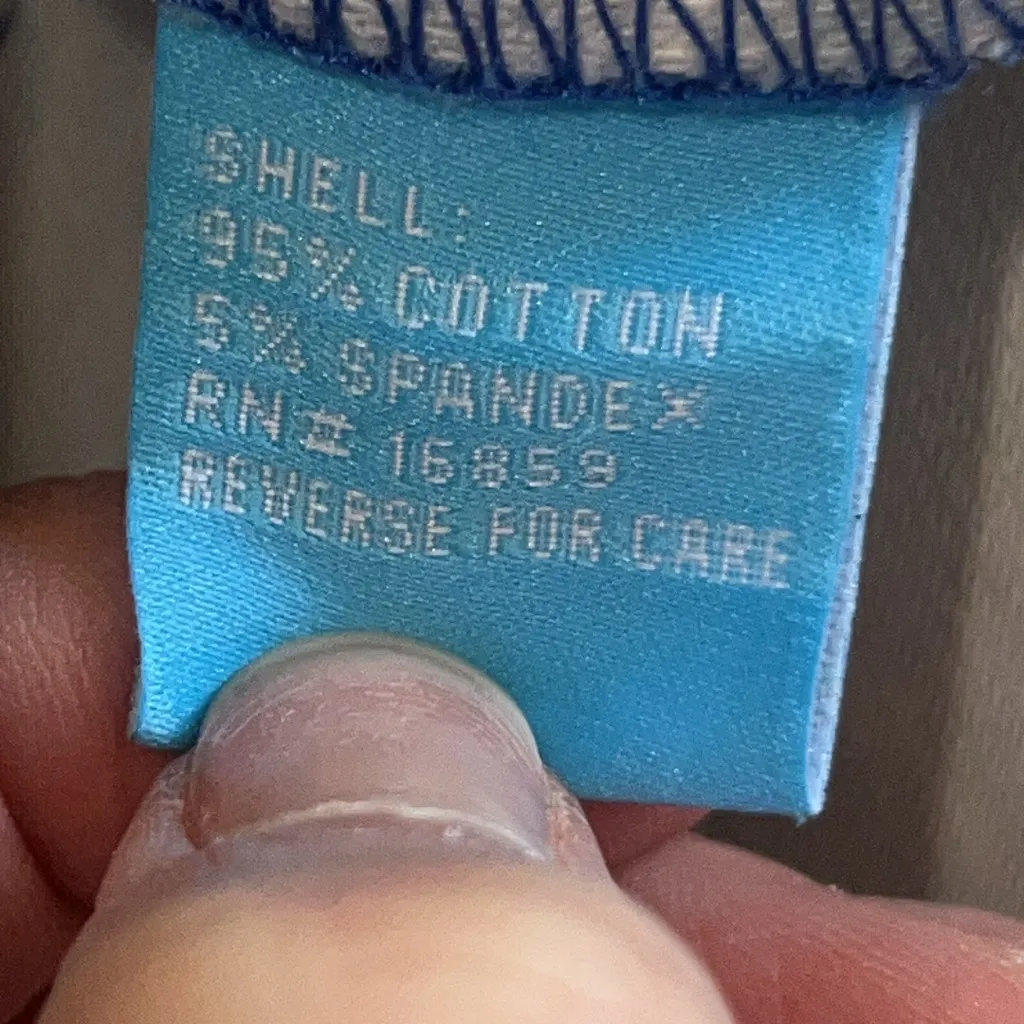 SHELL:
95% COTTON
5% SPANDEX
RN# 16859
REVERSE FOR CARE